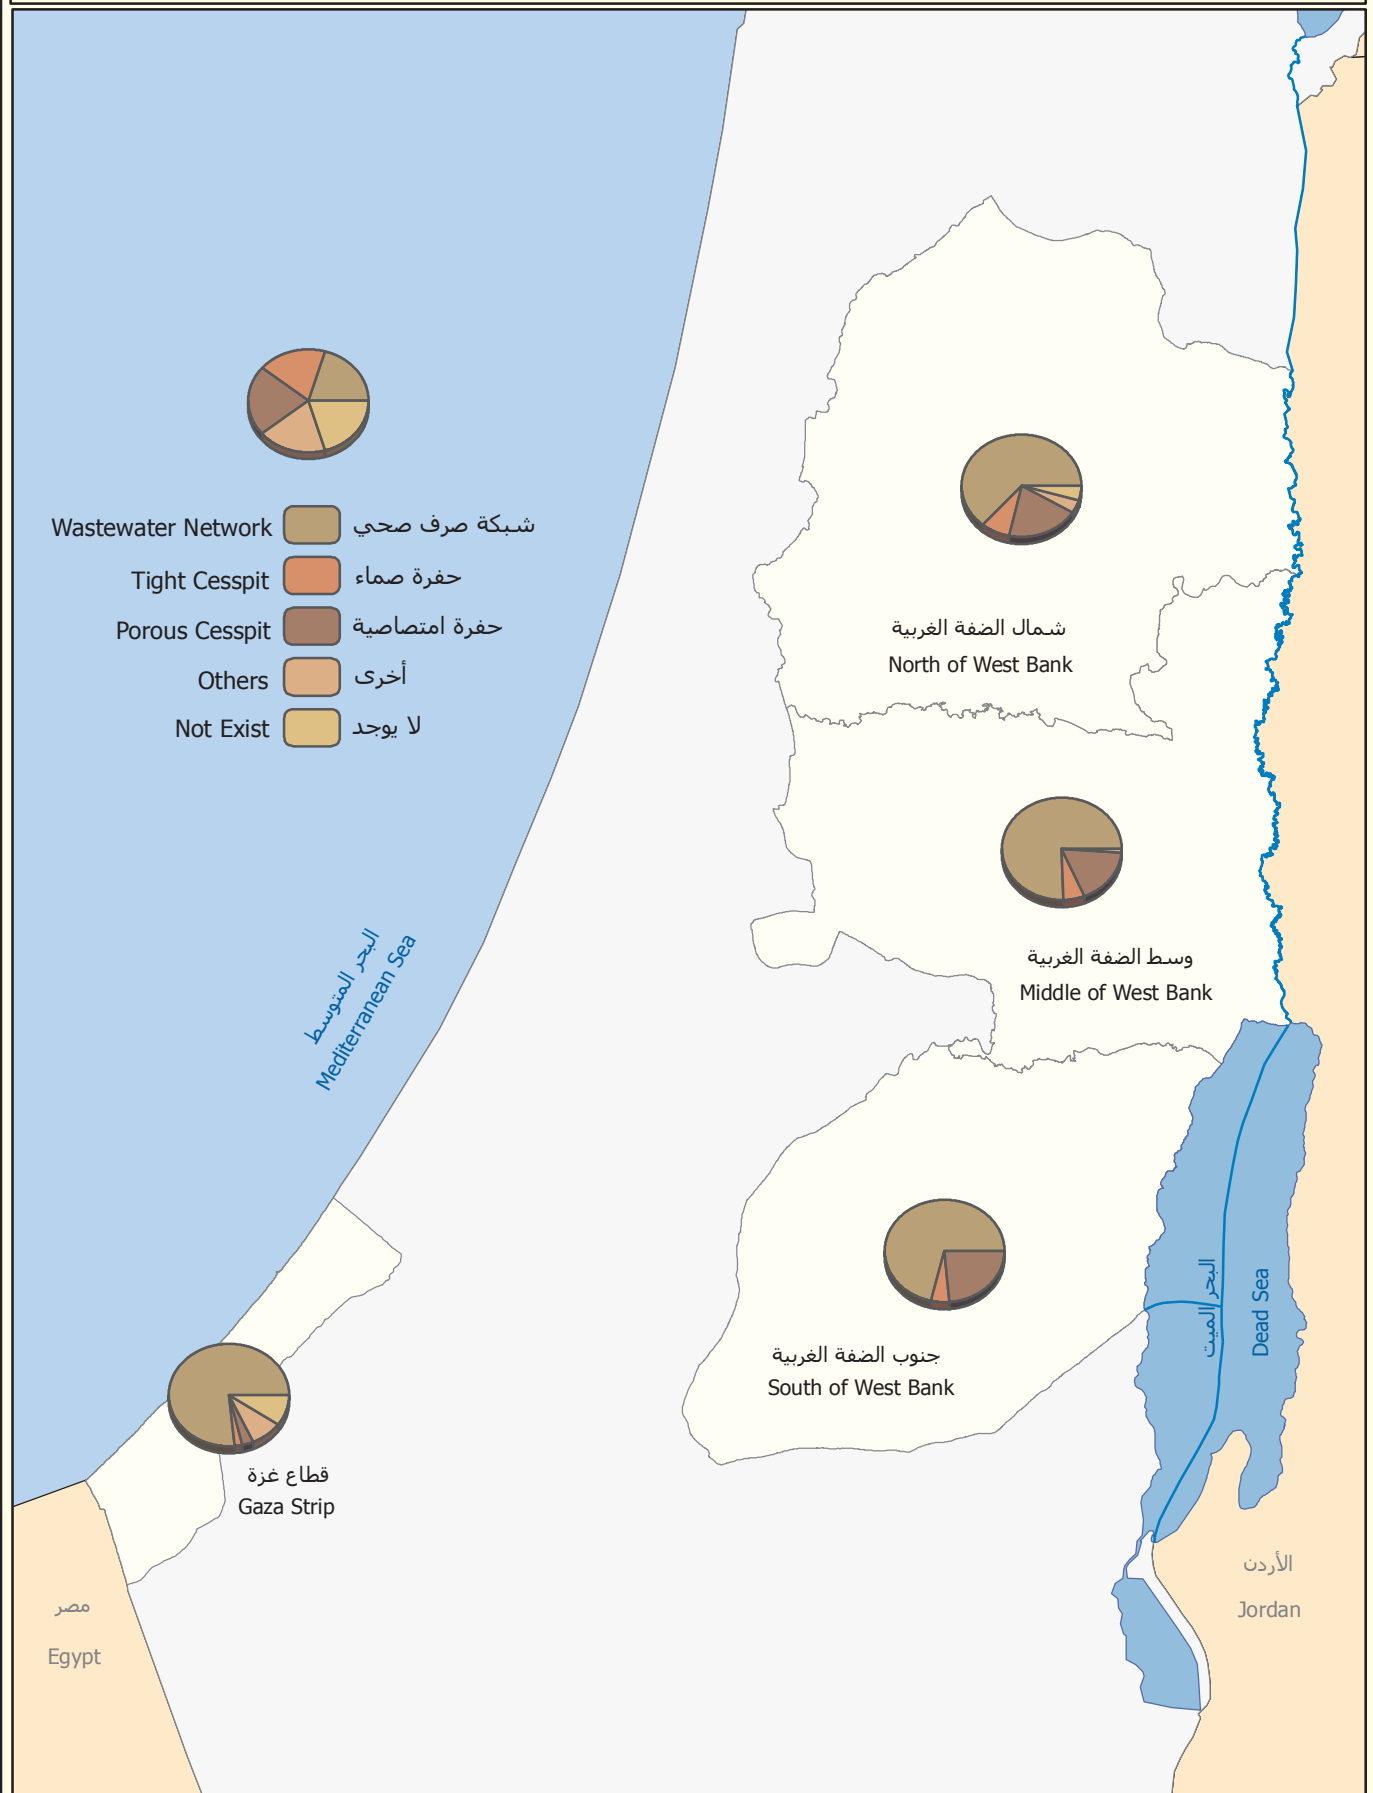 Wastewater Network شبكة صرف صحي
Tight Cesspit حفرة صماء
Porous Cesspit حفرة امتصاصية
Others أخرى
Not Exist لا يوجد
شمال الضفة الغربية
North of West Bank
وسط الضفة الغربية
Middle of West Bank
البحر المتوسط
Mediterranean Sea
البحر الميت
Dead Sea
جنوب الضفة الغربية
South of West Bank
قطاع غزة
Gaza Strip
الأردن
Jordan
مصر
Egypt